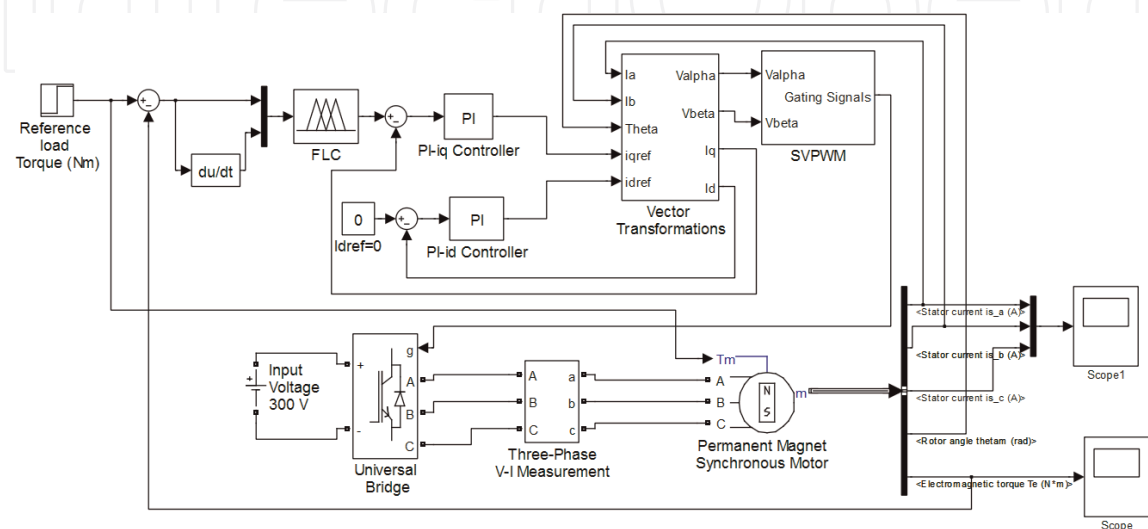 Reference
load
Torque (Nm)
+
-
du/dt
FLC
+
-
PI
PI-iq Controller
0
Idref=0
+
-
PI
PI-id Controller
Ia
Ib
Theta
iqref
idref
Valpha
Vbeta
Iq
Id
Vector
Transformations
Valpha
Vbeta
Gating Signals
SVPWM
+
Input
Voltage
300 V
+
-
g
A
B
C
Universal
Bridge
A
B
C
a
b
c
Three-Phase
V-I Measurement
Tm
A
B
C
N
S
m
Permanent Magnet
Synchronous Motor
<Stator current is_a (A)>
<Stator current is_b (A)>
<Stator current is_c (A)>
<Rotor angle thetam (rad)>
<Electromagnetic torque Te (N*m)>
Scope1
Scope